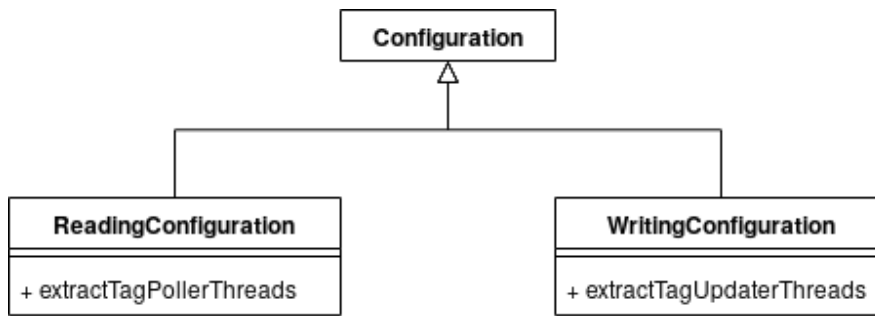 Configuration
ReadingConfiguration
+ extractTagPollerThreads
WritingConfiguration
+ extractTagUpdaterThreads